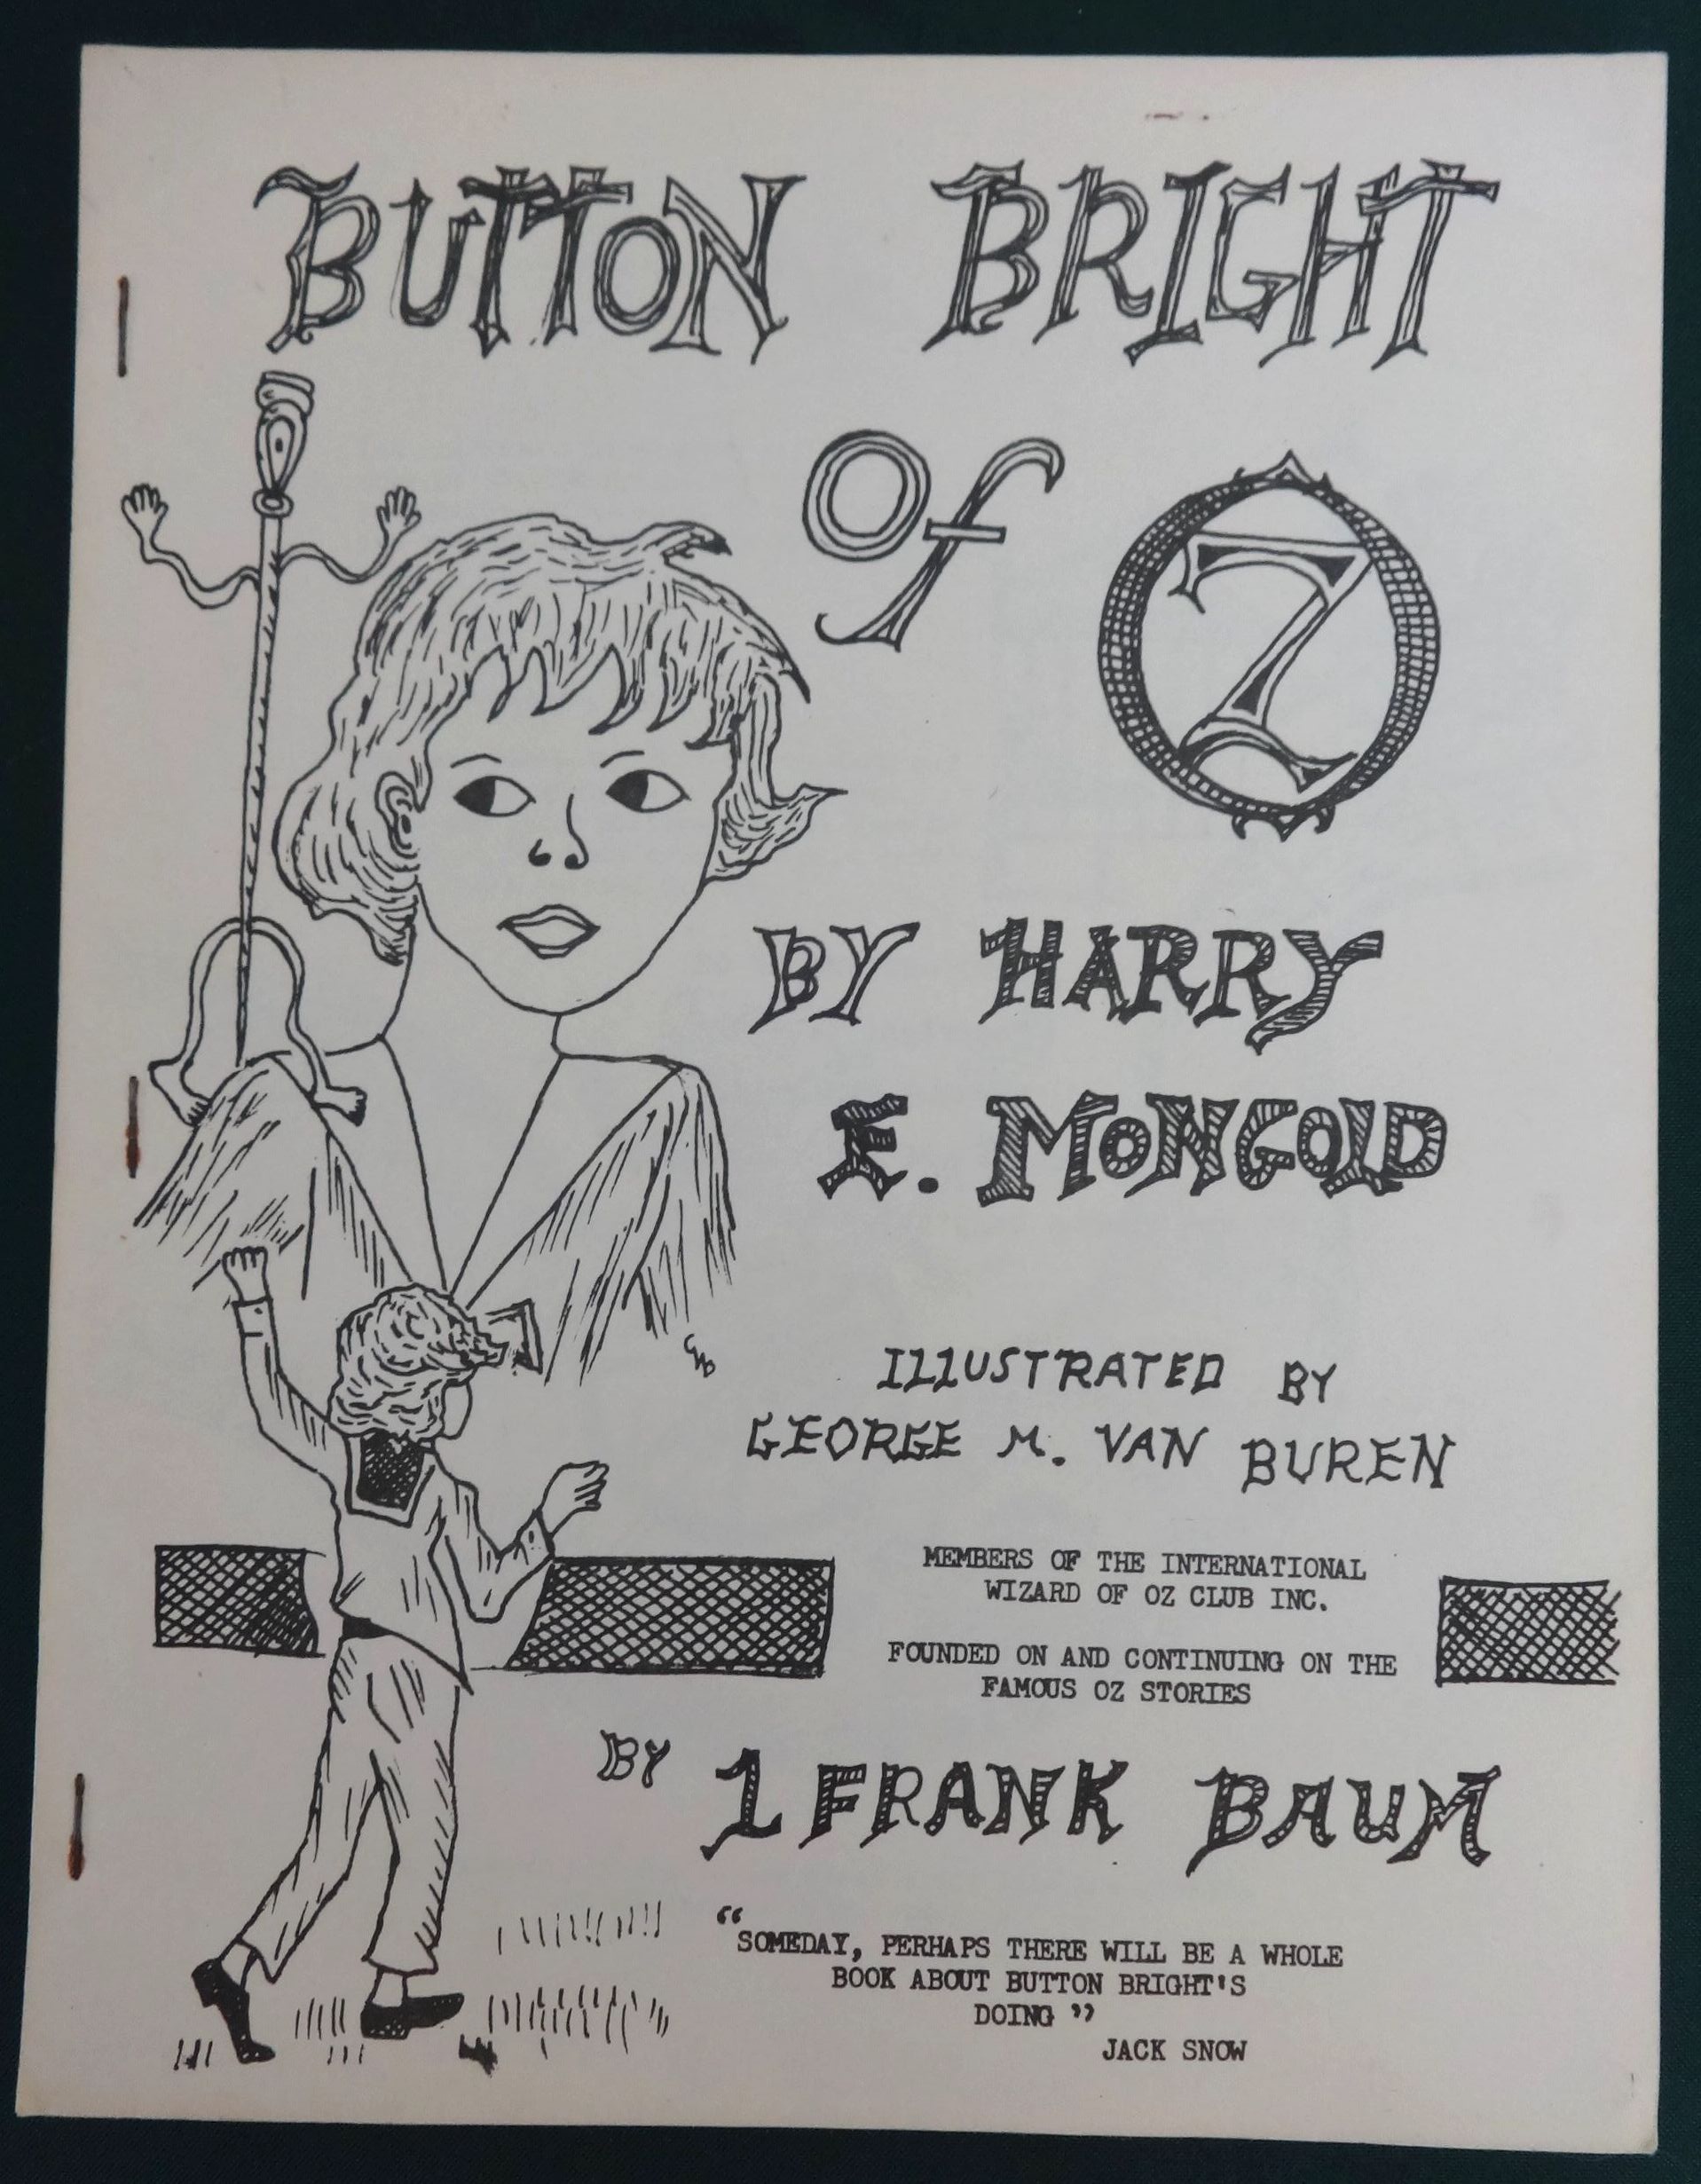 BUTTON BRIGHT
Of OZ
BY HARRY
E. MONGOLD
ILLUSTRATED BY
GEORGE M. VAN BUREN
MEMBERS OF THE INTERNATIONAL
WIZARD OF OZ CLUB INC.
FOUNDED ON AND CONTINUING ON THE
FAMOUS OZ STORIES
BY L FRANK BAUM
“SOMEDAY, PERHAPS THERE WILL BE A WHOLE
BOOK ABOUT BUTTON BRIGHT'S
DOING”
JACK SNOW